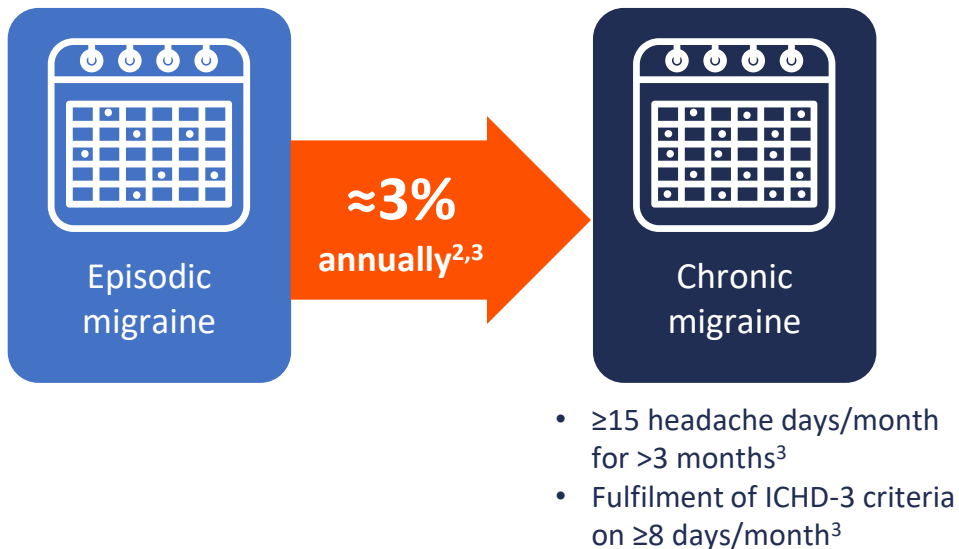 Episodic
migraine
≈3%
annually²,³
Chronic
migraine
• ≥15 headache days/month
for >3 months³
• Fulfilment of ICHD-3 criteria
on ≥8 days/month³